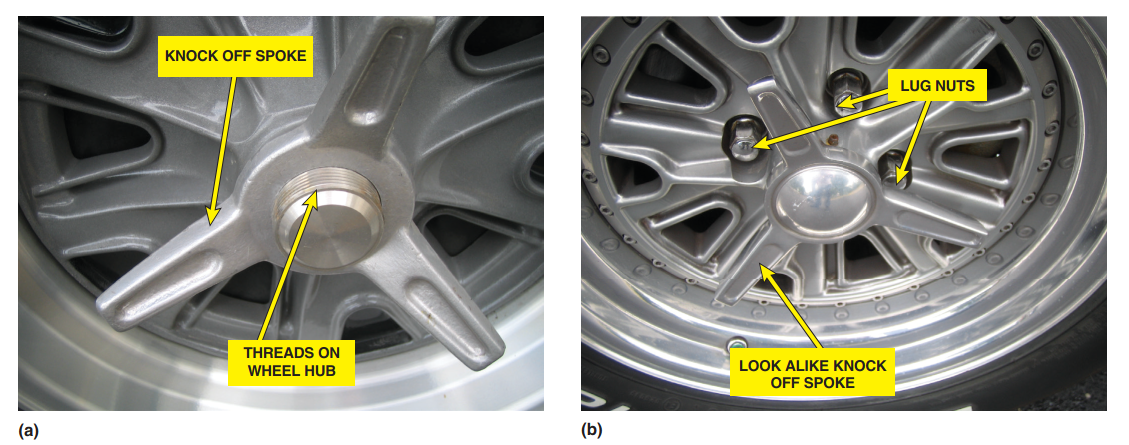 KNOCK OFF SPOKE
THREADS ON
WHEEL HUB
(a)
LUG NUTS
LOOK ALIKE KNOCK
OFF SPOKE
(b)